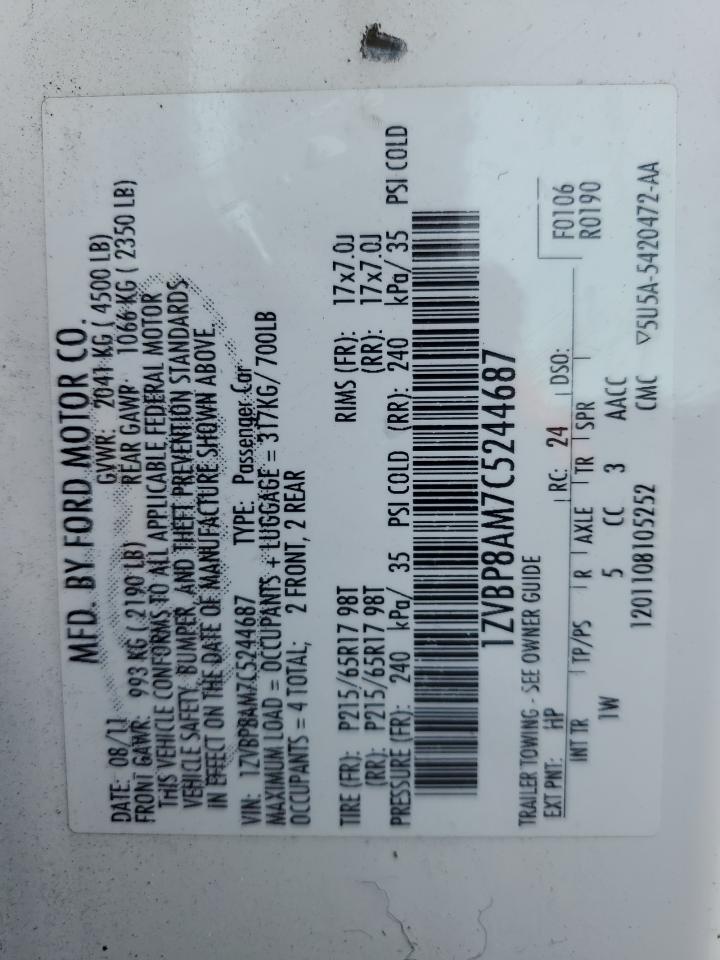 MFD. BY FORD MOTOR CO.
DATE: 08/11 GVWR: 2041 KG ( 4500 LB)
FRONT GAWR: 993 KG ( 2190 LB) REAR GAWR: 1066 KG ( 2350 LB)
THIS VEHICLE CONFORMS TO ALL APPLICABLE FEDERAL MOTOR
VEHICLE SAFETY, BUMPER, AND THEFT PREVENTION STANDARDS
IN EFFECT ON THE DATE OF MANUFACTURE SHOWN ABOVE.
VIN: 1ZVBP8AM7C5244687 TYPE: Passenger Car
MAXIMUM LOAD = OCCUPANTS + LUGGAGE = 317KG/ 700LB
OCCUPANTS = 4 TOTAL; 2 FRONT, 2 REAR
TIRE (FR): P215/65R17 98T RIMS (FR): 17x7.0J
(RR): P215/65R17 98T (RR): 17x7.0J
PRESSURE (FR): 240 kPa/ 35 PSI COLD (RR): 240 kPa/ 35 PSI COLD
1ZVBP8AM7C5244687
TRAILER TOWING - SEE OWNER GUIDE
F0106
EXT PNT: HP RC: 24 DSO: R0190
INT TR TP/PS R AXLE TR SPR
1W 5 CC 3 AACC
1201108105252 CMC ▽5U5A-5420472-AA